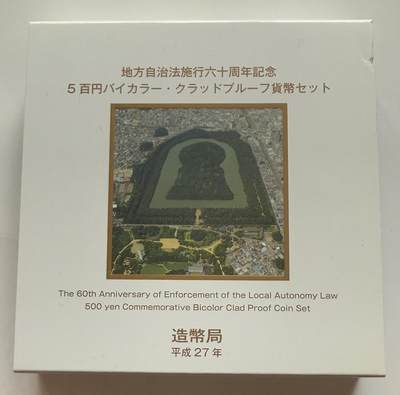 地方自治法施行六十周年記念
5百円バイカラー・クラッドプルーフ貨幣セット
The 60th Anniversary of Enforcement of the Local Autonomy Law
500 yen Commemorative Bicolor Clad Proof Coin Set
造幣局
平成27年